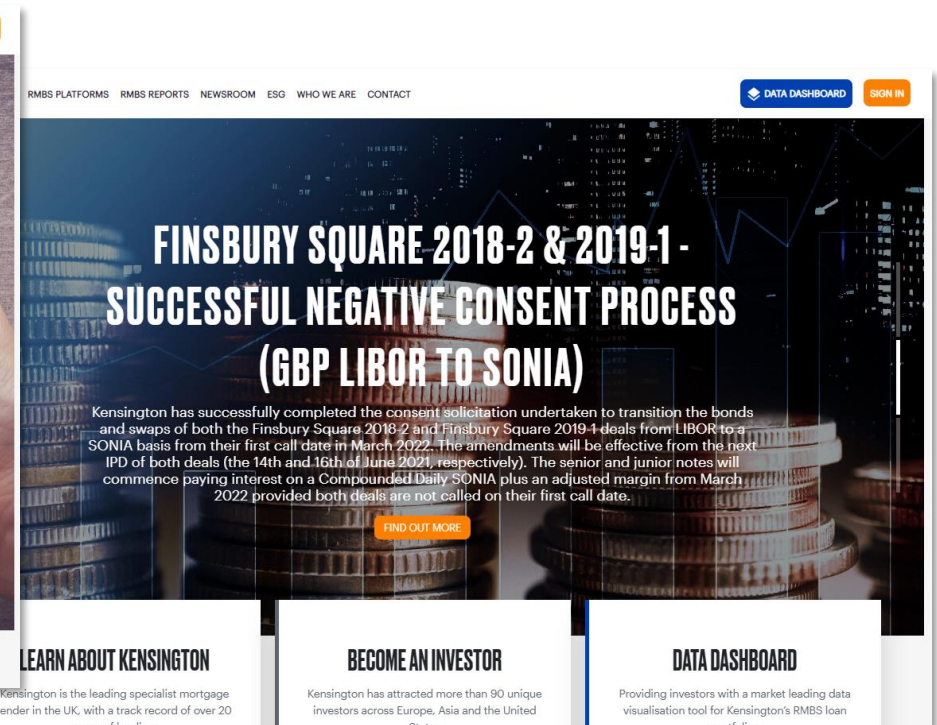 RMBS PLATFORMS RMBS REPORTS NEWSROOM ESG WHO WE ARE CONTACT
DATA DASHBOARD
SIGN IN
FINSBURY SQUARE 2018-2 & 2019-1 -
SUCCESSFUL NEGATIVE CONSENT PROCESS
(GBP LIBOR TO SONIA)
Kensington has successfully completed the consent solicitation undertaken to transition the bonds
and swaps of both the Finsbury Square 2018-2 and Finsbury Square 2019-1 deals from LIBOR to a
SONIA basis from their first call date in March 2022. The amendments will be effective from the next
IPD of both deals (the 14th and 16th of June 2021, respectively). The senior and junior notes will
commence paying interest on a Compounded Daily SONIA plus an adjusted margin from March
2022 provided both deals are not called on their first call date.
FIND OUT MORE
LEARN ABOUT KENSINGTON
Kensington is the leading specialist mortgage
ender in the UK, with a track record of over 20
BECOME AN INVESTOR
Kensington has attracted more than 90 unique
investors across Europe, Asia and the United
DATA DASHBOARD
Providing investors with a market leading data
visualisation tool for Kensington's RMBS loan